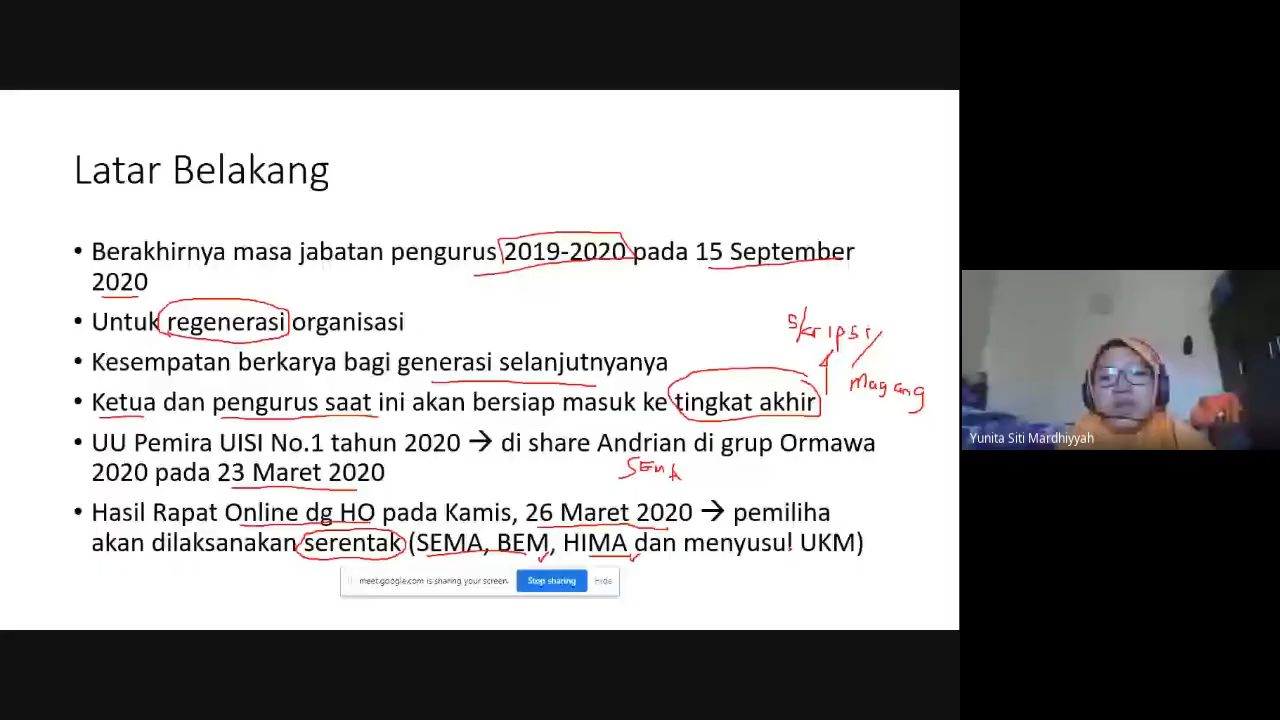 Latar Belakang
• Berakhirnya masa jabatan pengurus 2019-2020 pada 15 September
2020
• Untuk regenerasi organisasi
• Kesempatan berkarya bagi generasi selanjutnyanya
skripsi/
magang
• Ketua dan pengurus saat ini akan bersiap masuk ke tingkat akhir
• UU Pemira UISI No.1 tahun 2020 → di share Andrian di grup Ormawa
2020 pada 23 Maret 2020
• Hasil Rapat Online dg HO pada Kamis, 26 Maret 2020 → pemiliha
akan dilaksanakan serentak (SEMA, BEM, HIMA dan menyusul UKM)
meet.google.com is sharing your screen.
Stop sharing
Hide
Yunita Siti Mardhiyyah